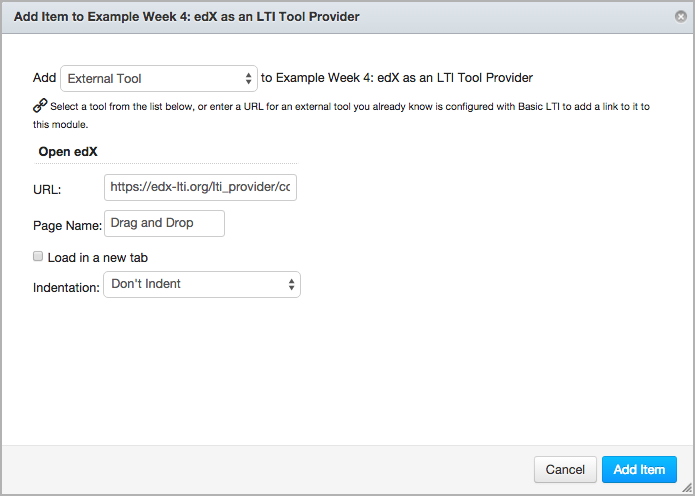 Add Item to Example Week 4: edX as an LTI Tool Provider
Add External Tool to Example Week 4: edX as an LTI Tool Provider
Select a tool from the list below, or enter a URL for an external tool you already know is configured with Basic LTI to add a link to it to
this module.
Open edX
URL: https://edx-lti.org/lti_provider/co
Page Name: Drag and Drop
Load in a new tab
Indentation: Don't Indent
Cancel Add Item